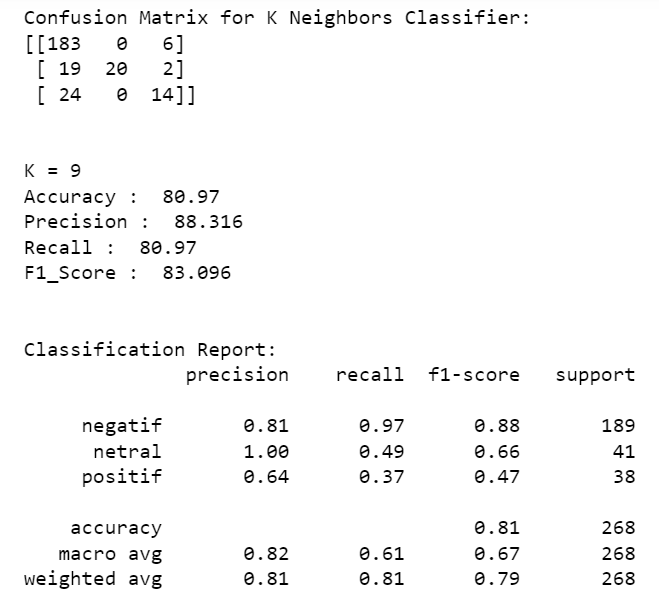 Confusion Matrix for K Neighbors Classifier:
[[183   0   6]
 [ 19  20   2]
 [ 24   0  14]]
K = 9
Accuracy :  80.97
Precision :  88.316
Recall :  80.97
F1_Score :  83.096
Classification Report:
              precision    recall  f1-score   support
     negatif       0.81      0.97      0.88       189
      netral       1.00      0.49      0.66        41
     positif       0.64      0.37      0.47        38
    accuracy                           0.81       268
   macro avg       0.82      0.61      0.67       268
weighted avg       0.81      0.81      0.79       268